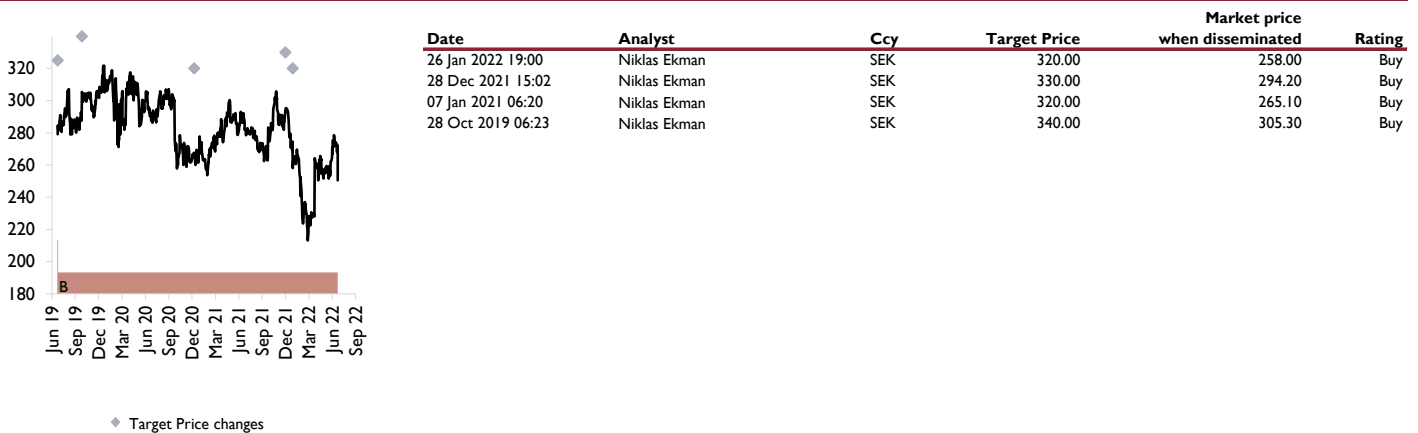 Market price
Date Analyst Ccy Target Price when disseminated Rating
26 Jan 2022 19:00 Niklas Ekman SEK 320.00 258.00 Buy
28 Dec 2021 15:02 Niklas Ekman SEK 330.00 294.20 Buy
07 Jan 2021 06:20 Niklas Ekman SEK 320.00 265.10 Buy
28 Oct 2019 06:23 Niklas Ekman SEK 340.00 305.30 Buy
320
300
280
260
240
220
200
180
B
Jun 19
Sep 19
Dec 19
Mar 20
Jun 20
Sep 20
Dec 20
Mar 21
Jun 21
Sep 21
Dec 21
Mar 22
Jun 22
Sep 22
Target Price changes